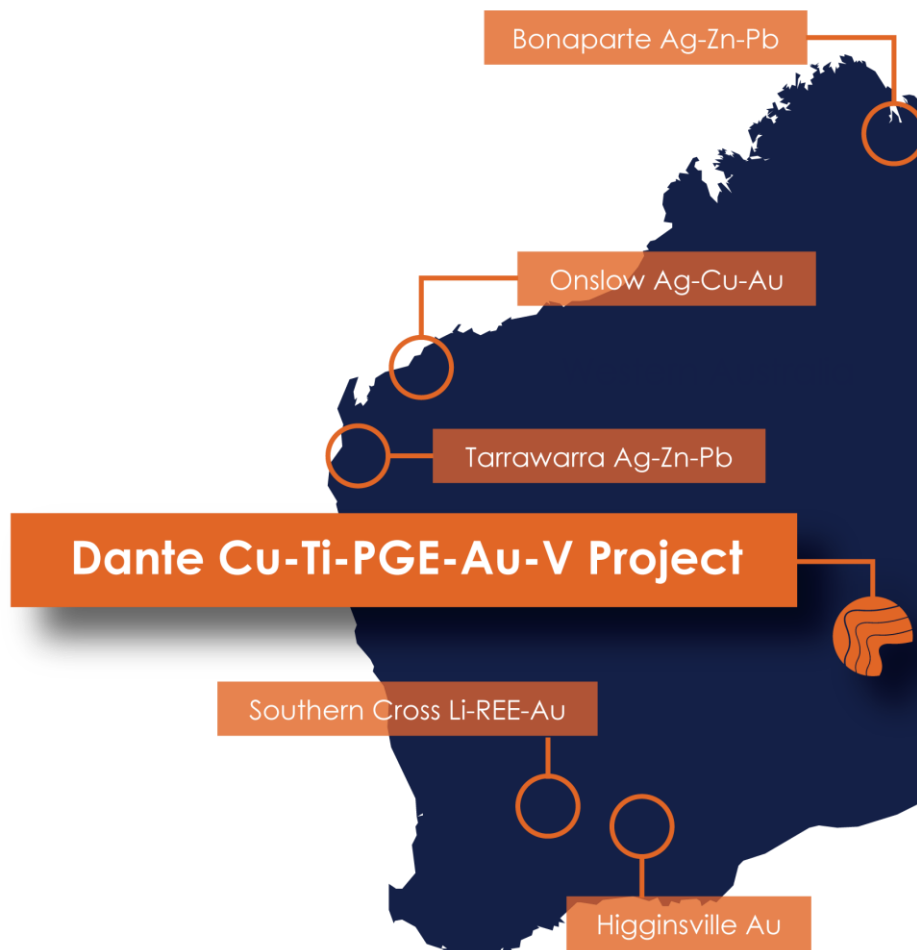 Bonaparte Ag-Zn-Pb
Onslow Ag-Cu-Au
Tarrawarra Ag-Zn-Pb
Dante Cu-Ti-PGE-Au-V Project
Southern Cross Li-REE-Au
Higginsville Au